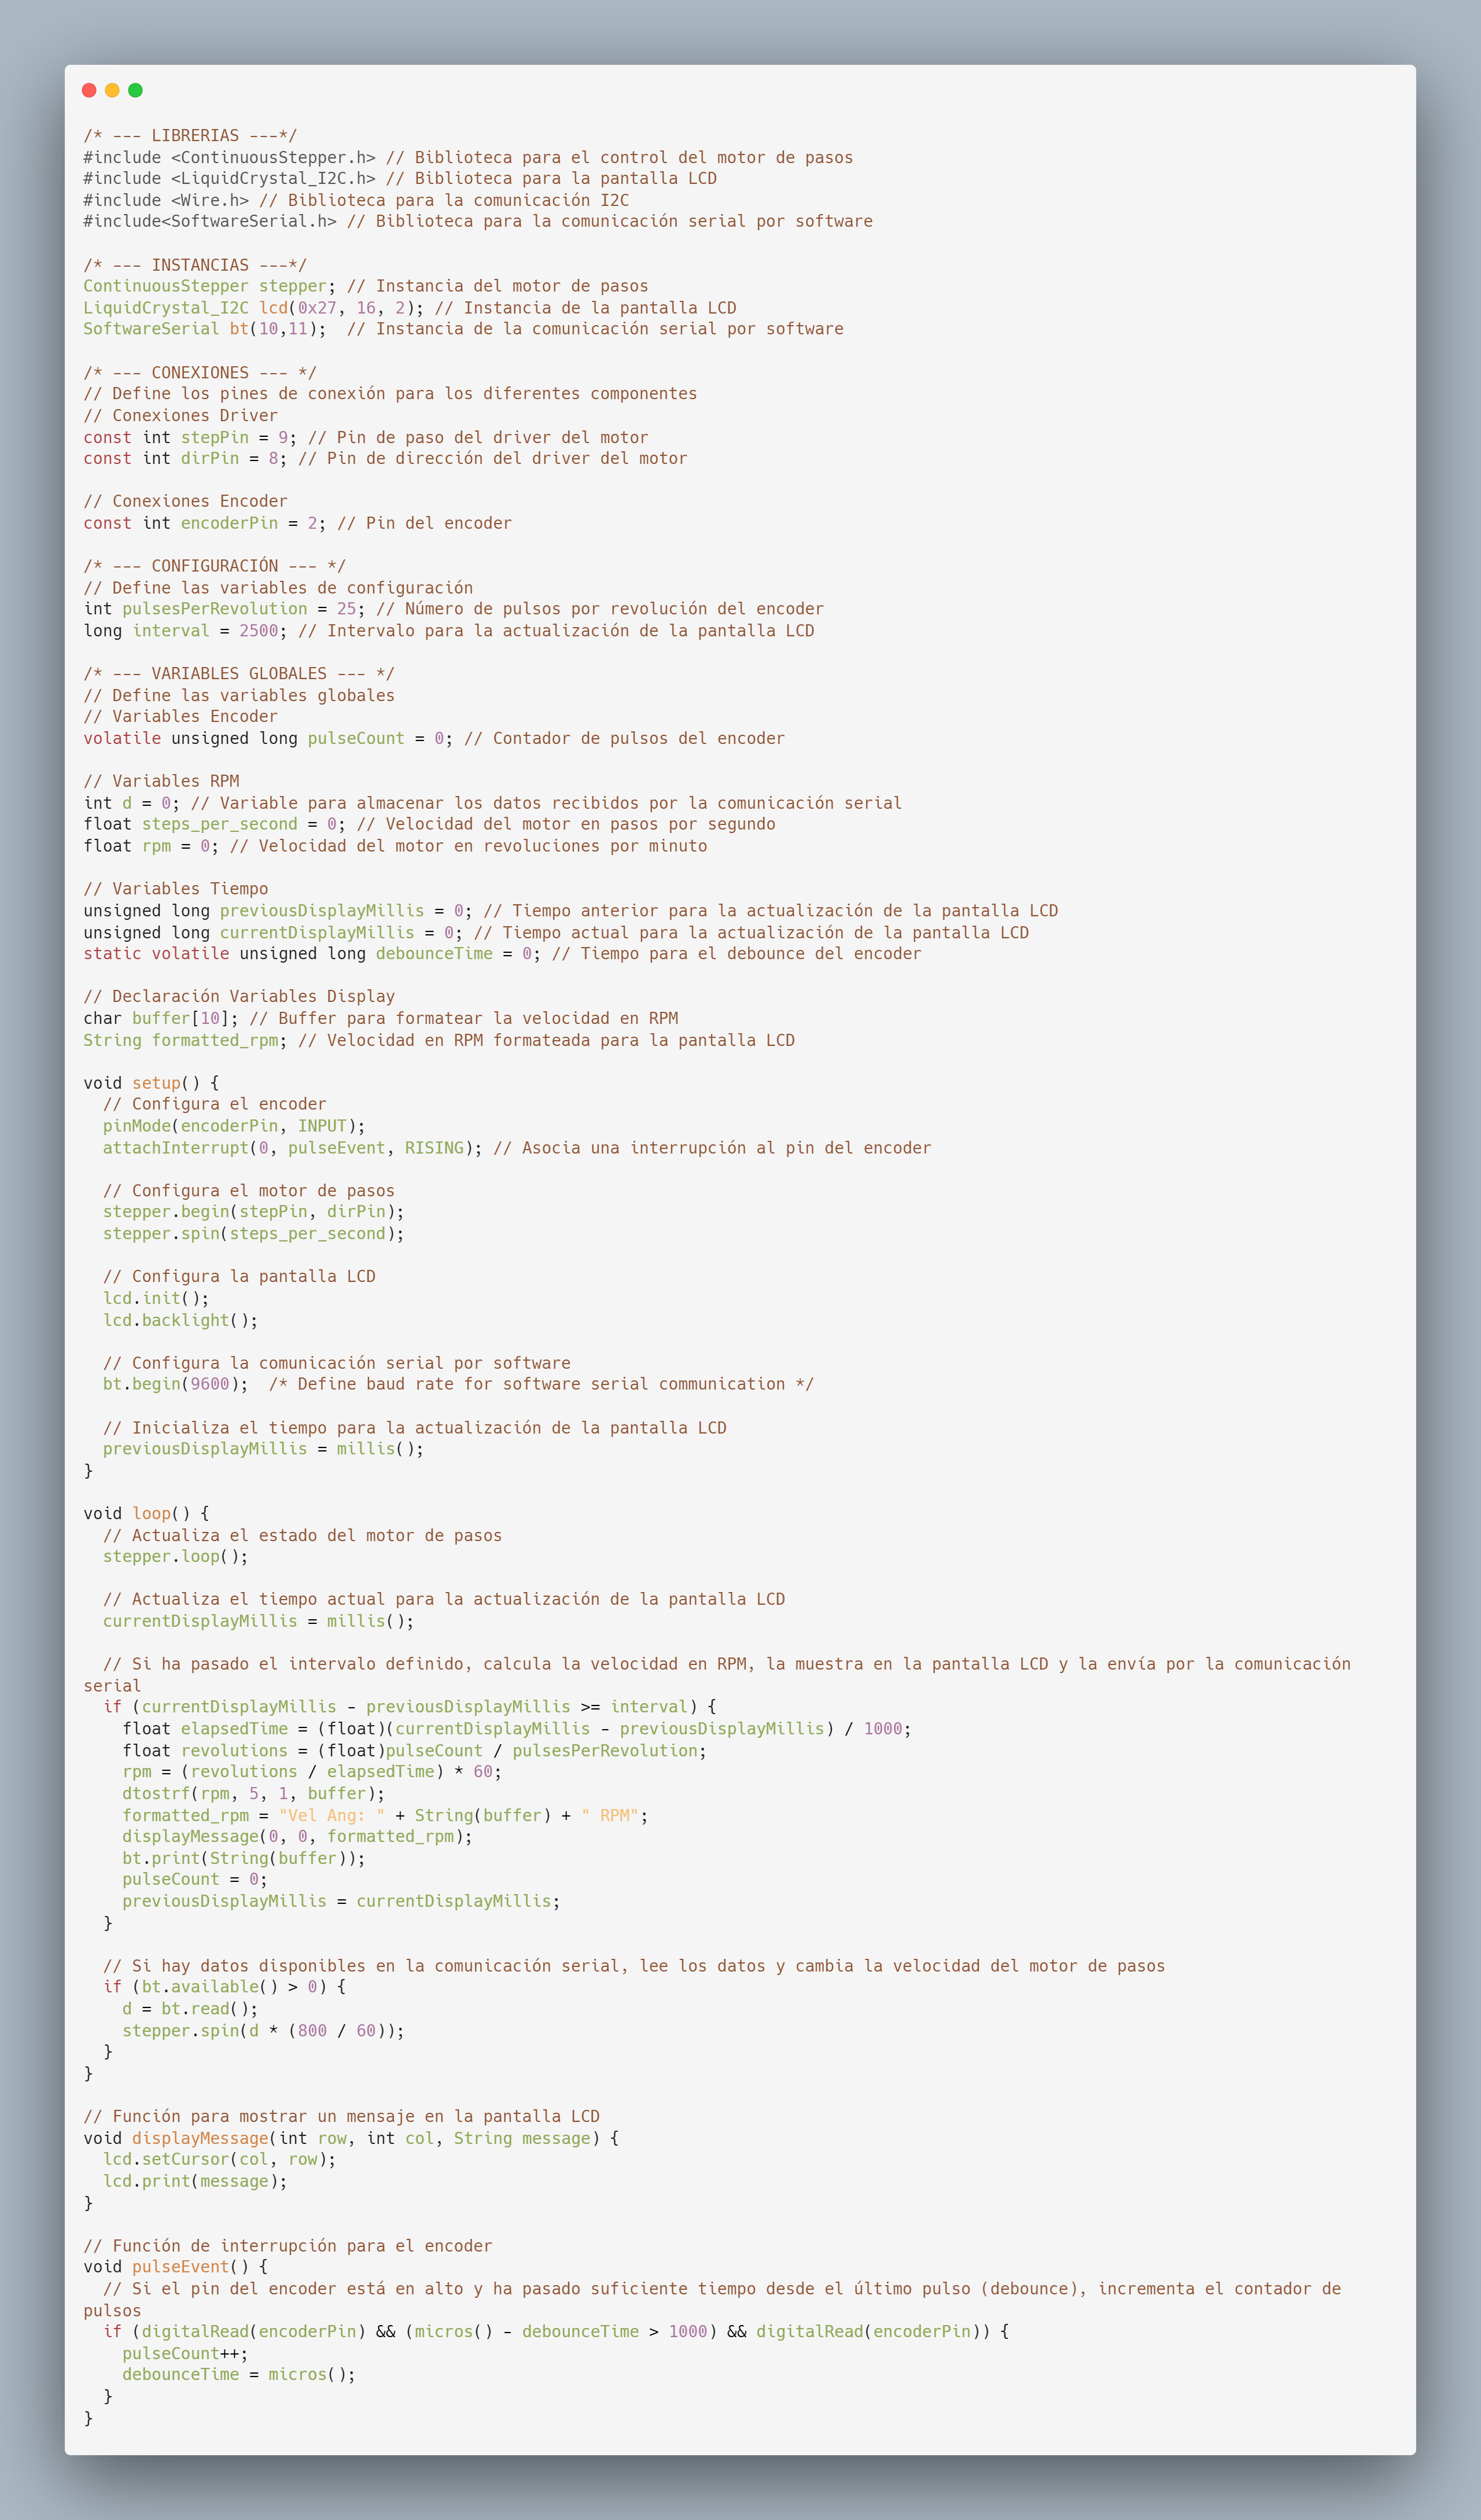 /* --- LIBRERIAS ---*/
#include <ContinuousStepper.h> // Biblioteca para el control del motor de pasos
#include <LiquidCrystal_I2C.h> // Biblioteca para la pantalla LCD
#include <Wire.h> // Biblioteca para la comunicación I2C
#include<SoftwareSerial.h> // Biblioteca para la comunicación serial por software

/* --- INSTANCIAS ---*/
ContinuousStepper stepper; // Instancia del motor de pasos
LiquidCrystal_I2C lcd(0x27, 16, 2); // Instancia de la pantalla LCD
SoftwareSerial bt(10,11);  // Instancia de la comunicación serial por software

/* --- CONEXIONES --- */
// Define los pines de conexión para los diferentes componentes
// Conexiones Driver
const int stepPin = 9; // Pin de paso del driver del motor
const int dirPin = 8; // Pin de dirección del driver del motor

// Conexiones Encoder
const int encoderPin = 2; // Pin del encoder

/* --- CONFIGURACIÓN --- */
// Define las variables de configuración
int pulsesPerRevolution = 25; // Número de pulsos por revolución del encoder
long interval = 2500; // Intervalo para la actualización de la pantalla LCD

/* --- VARIABLES GLOBALES --- */
// Define las variables globales
// Variables Encoder
volatile unsigned long pulseCount = 0; // Contador de pulsos del encoder

// Variables RPM
int d = 0; // Variable para almacenar los datos recibidos por la comunicación serial
float steps_per_second = 0; // Velocidad del motor en pasos por segundo
float rpm = 0; // Velocidad del motor en revoluciones por minuto

// Variables Tiempo
unsigned long previousDisplayMillis = 0; // Tiempo anterior para la actualización de la pantalla LCD
unsigned long currentDisplayMillis = 0; // Tiempo actual para la actualización de la pantalla LCD
static volatile unsigned long debounceTime = 0; // Tiempo para el debounce del encoder

// Declaración Variables Display
char buffer[10]; // Buffer para formatear la velocidad en RPM
String formatted_rpm; // Velocidad en RPM formateada para la pantalla LCD

void setup() {
  // Configura el encoder
  pinMode(encoderPin, INPUT);
  attachInterrupt(0, pulseEvent, RISING); // Asocia una interrupción al pin del encoder

  // Configura el motor de pasos
  stepper.begin(stepPin, dirPin);
  stepper.spin(steps_per_second);

  // Configura la pantalla LCD
  lcd.init();
  lcd.backlight();

  // Configura la comunicación serial por software
  bt.begin(9600);  /* Define baud rate for software serial communication */

  // Inicializa el tiempo para la actualización de la pantalla LCD
  previousDisplayMillis = millis();
}

void loop() {
  // Actualiza el estado del motor de pasos
  stepper.loop();

  // Actualiza el tiempo actual para la actualización de la pantalla LCD
  currentDisplayMillis = millis();

  // Si ha pasado el intervalo definido, calcula la velocidad en RPM, la muestra en la pantalla LCD y la envía por la comunicación
serial
  if (currentDisplayMillis - previousDisplayMillis >= interval) {
    float elapsedTime = (float)(currentDisplayMillis - previousDisplayMillis) / 1000;
    float revolutions = (float)pulseCount / pulsesPerRevolution;
    rpm = (revolutions / elapsedTime) * 60;
    dtostrf(rpm, 5, 1, buffer);
    formatted_rpm = "Vel Ang: " + String(buffer) + " RPM";
    displayMessage(0, 0, formatted_rpm);
    bt.print(String(buffer));
    pulseCount = 0;
    previousDisplayMillis = currentDisplayMillis;
  }

  // Si hay datos disponibles en la comunicación serial, lee los datos y cambia la velocidad del motor de pasos
  if (bt.available() > 0) {
    d = bt.read();
    stepper.spin(d * (800 / 60));
  }
}

// Función para mostrar un mensaje en la pantalla LCD
void displayMessage(int row, int col, String message) {
  lcd.setCursor(col, row);
  lcd.print(message);
}

// Función de interrupción para el encoder
void pulseEvent() {
  // Si el pin del encoder está en alto y ha pasado suficiente tiempo desde el último pulso (debounce), incrementa el contador de
pulsos
  if (digitalRead(encoderPin) && (micros() - debounceTime > 1000) && digitalRead(encoderPin)) {
    pulseCount++;
    debounceTime = micros();
  }
}